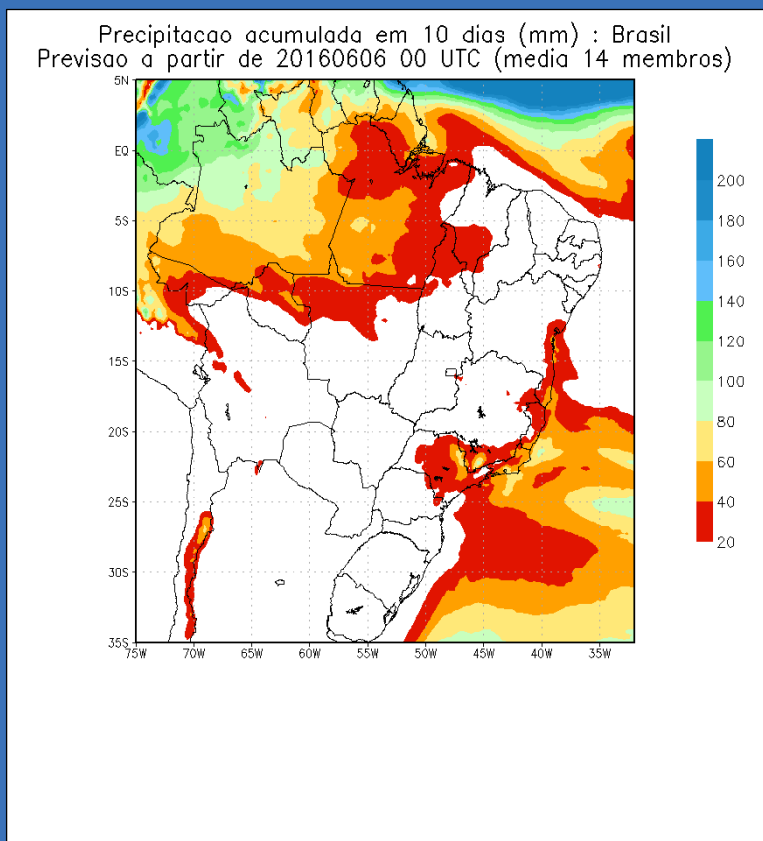 Precipitacao acumulada em 10 dias (mm) : Brasil
Previsao a partir de 20160606 00 UTC (media 14 membros)
5N
EQ
5S
10S
15S
20S
25S
30S
35S
75W 70W 65W 60W 55W 50W 45W 40W 35W
200
180
160
140
120
100
80
60
40
20